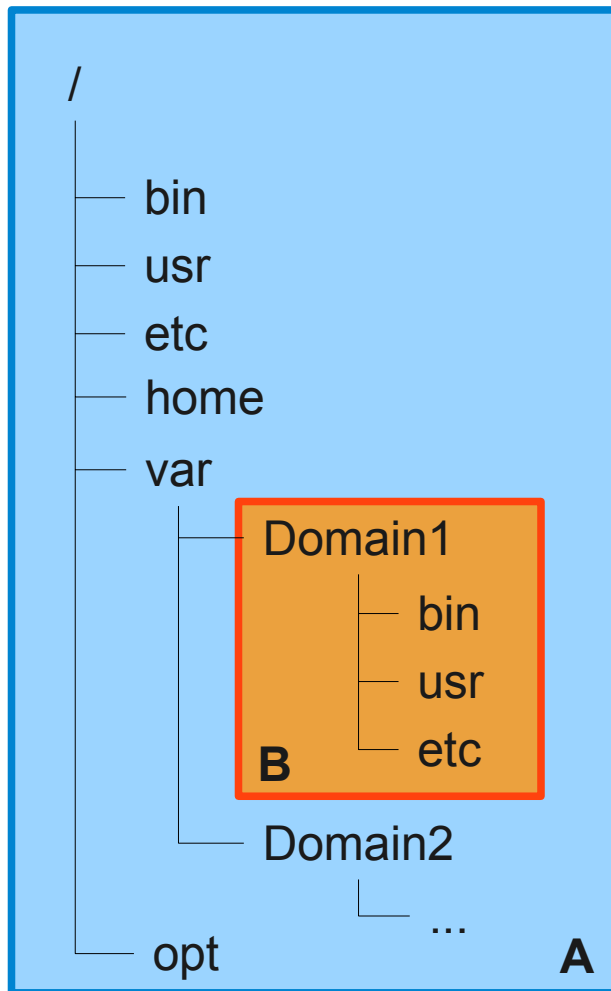 /
bin
usr
etc
home
var
Domain1
bin
usr
etc
B
Domain2
...
opt
A